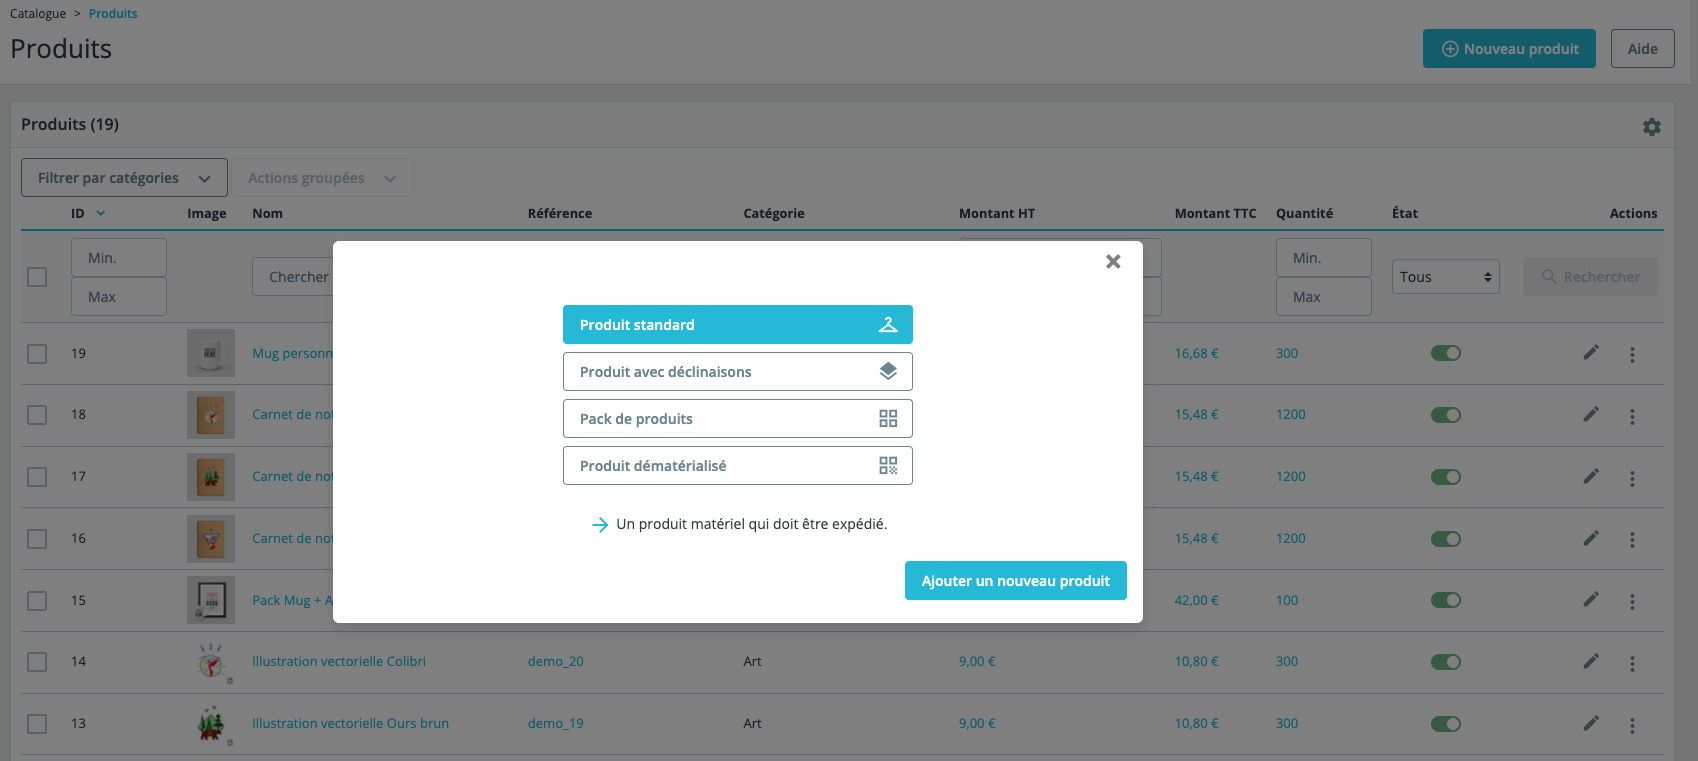 Catalogue > Produits
Produits
Nouveau produit
Aide
Produits (19)
Filtrer par catégories
Actions groupées
ID Image Nom Référence Catégorie Montant HT Montant TTC Quantité État Actions
Min.
Max
Chercher
Min.
Max
Tous
Rechercher
Produit standard
Produit avec déclinaisons
Pack de produits
Produit dématérialisé
Un produit matériel qui doit être expédié.
Ajouter un nouveau produit
19 Mug personn 16,68 € 300
18 Carnet de not 15,48 € 1200
17 Carnet de not 15,48 € 1200
16 Carnet de not 15,48 € 1200
15 Pack Mug + A 42,00 € 100
14 Illustration vectorielle Colibri demo_20 Art 9,00 € 10,80 € 300
13 Illustration vectorielle Ours brun demo_19 Art 9,00 € 10,80 € 300